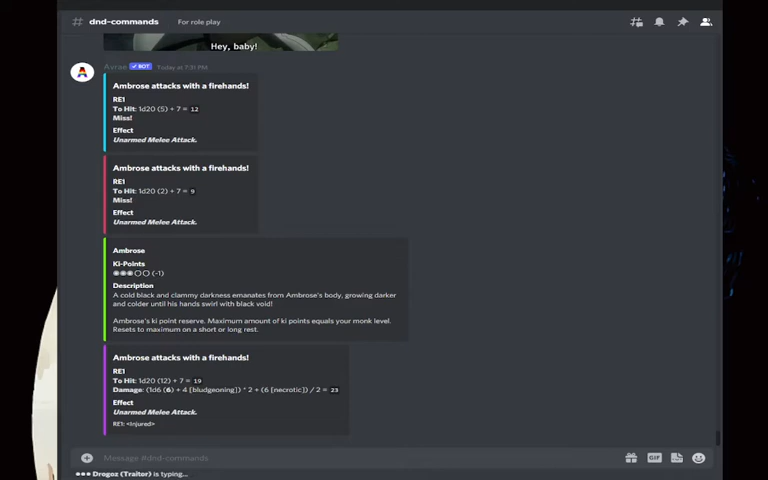 # dnd-commands For role play
Hey, baby!
Avrae ✓ BOT Today at 7:31 PM
Ambrose attacks with a firehands!
RE1
To Hit: 1d20 (5) + 7 = 12
Miss!
Effect
Unarmed Melee Attack.
Ambrose attacks with a firehands!
RE1
To Hit: 1d20 (2) + 7 = 9
Miss!
Effect
Unarmed Melee Attack.
Ambrose
Ki-Points
◉◉◉〇〇 (-1)
Description
A cold black and clammy darkness emanates from Ambrose's body, growing darker
and colder until his hands swirl with black void!
Ambrose's ki point reserve. Maximum amount of ki points equals your monk level.
Resets to maximum on a short or long rest.
Ambrose attacks with a firehands!
RE1
To Hit: 1d20 (12) + 7 = 19
Damage: (1d6 (6) + 4 [bludgeoning]) * 2 + (6 [necrotic]) / 2 = 23
Effect
Unarmed Melee Attack.
RE1: <Injured>
Message #dnd-commands
GIF
Drogoz (Traitor) is typing...